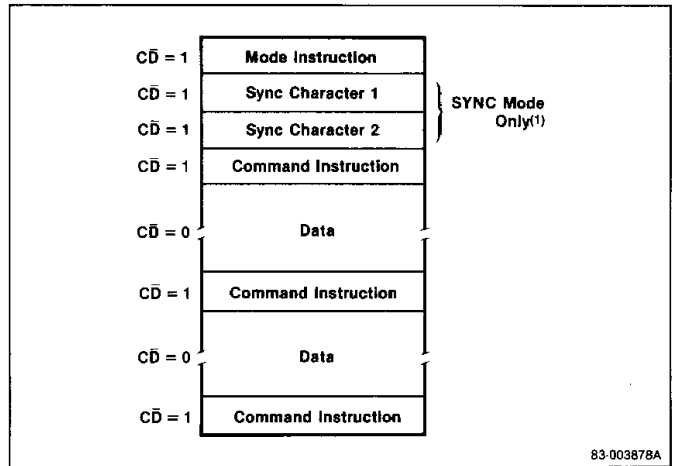 CD̄ = 1 Mode Instruction
CD̄ = 1 Sync Character 1
SYNC Mode
Only(1)
CD̄ = 1 Sync Character 2
CD̄ = 1 Command Instruction
CD̄ = 0 Data
CD̄ = 1 Command Instruction
CD̄ = 0 Data
CD̄ = 1 Command Instruction
83-003878A